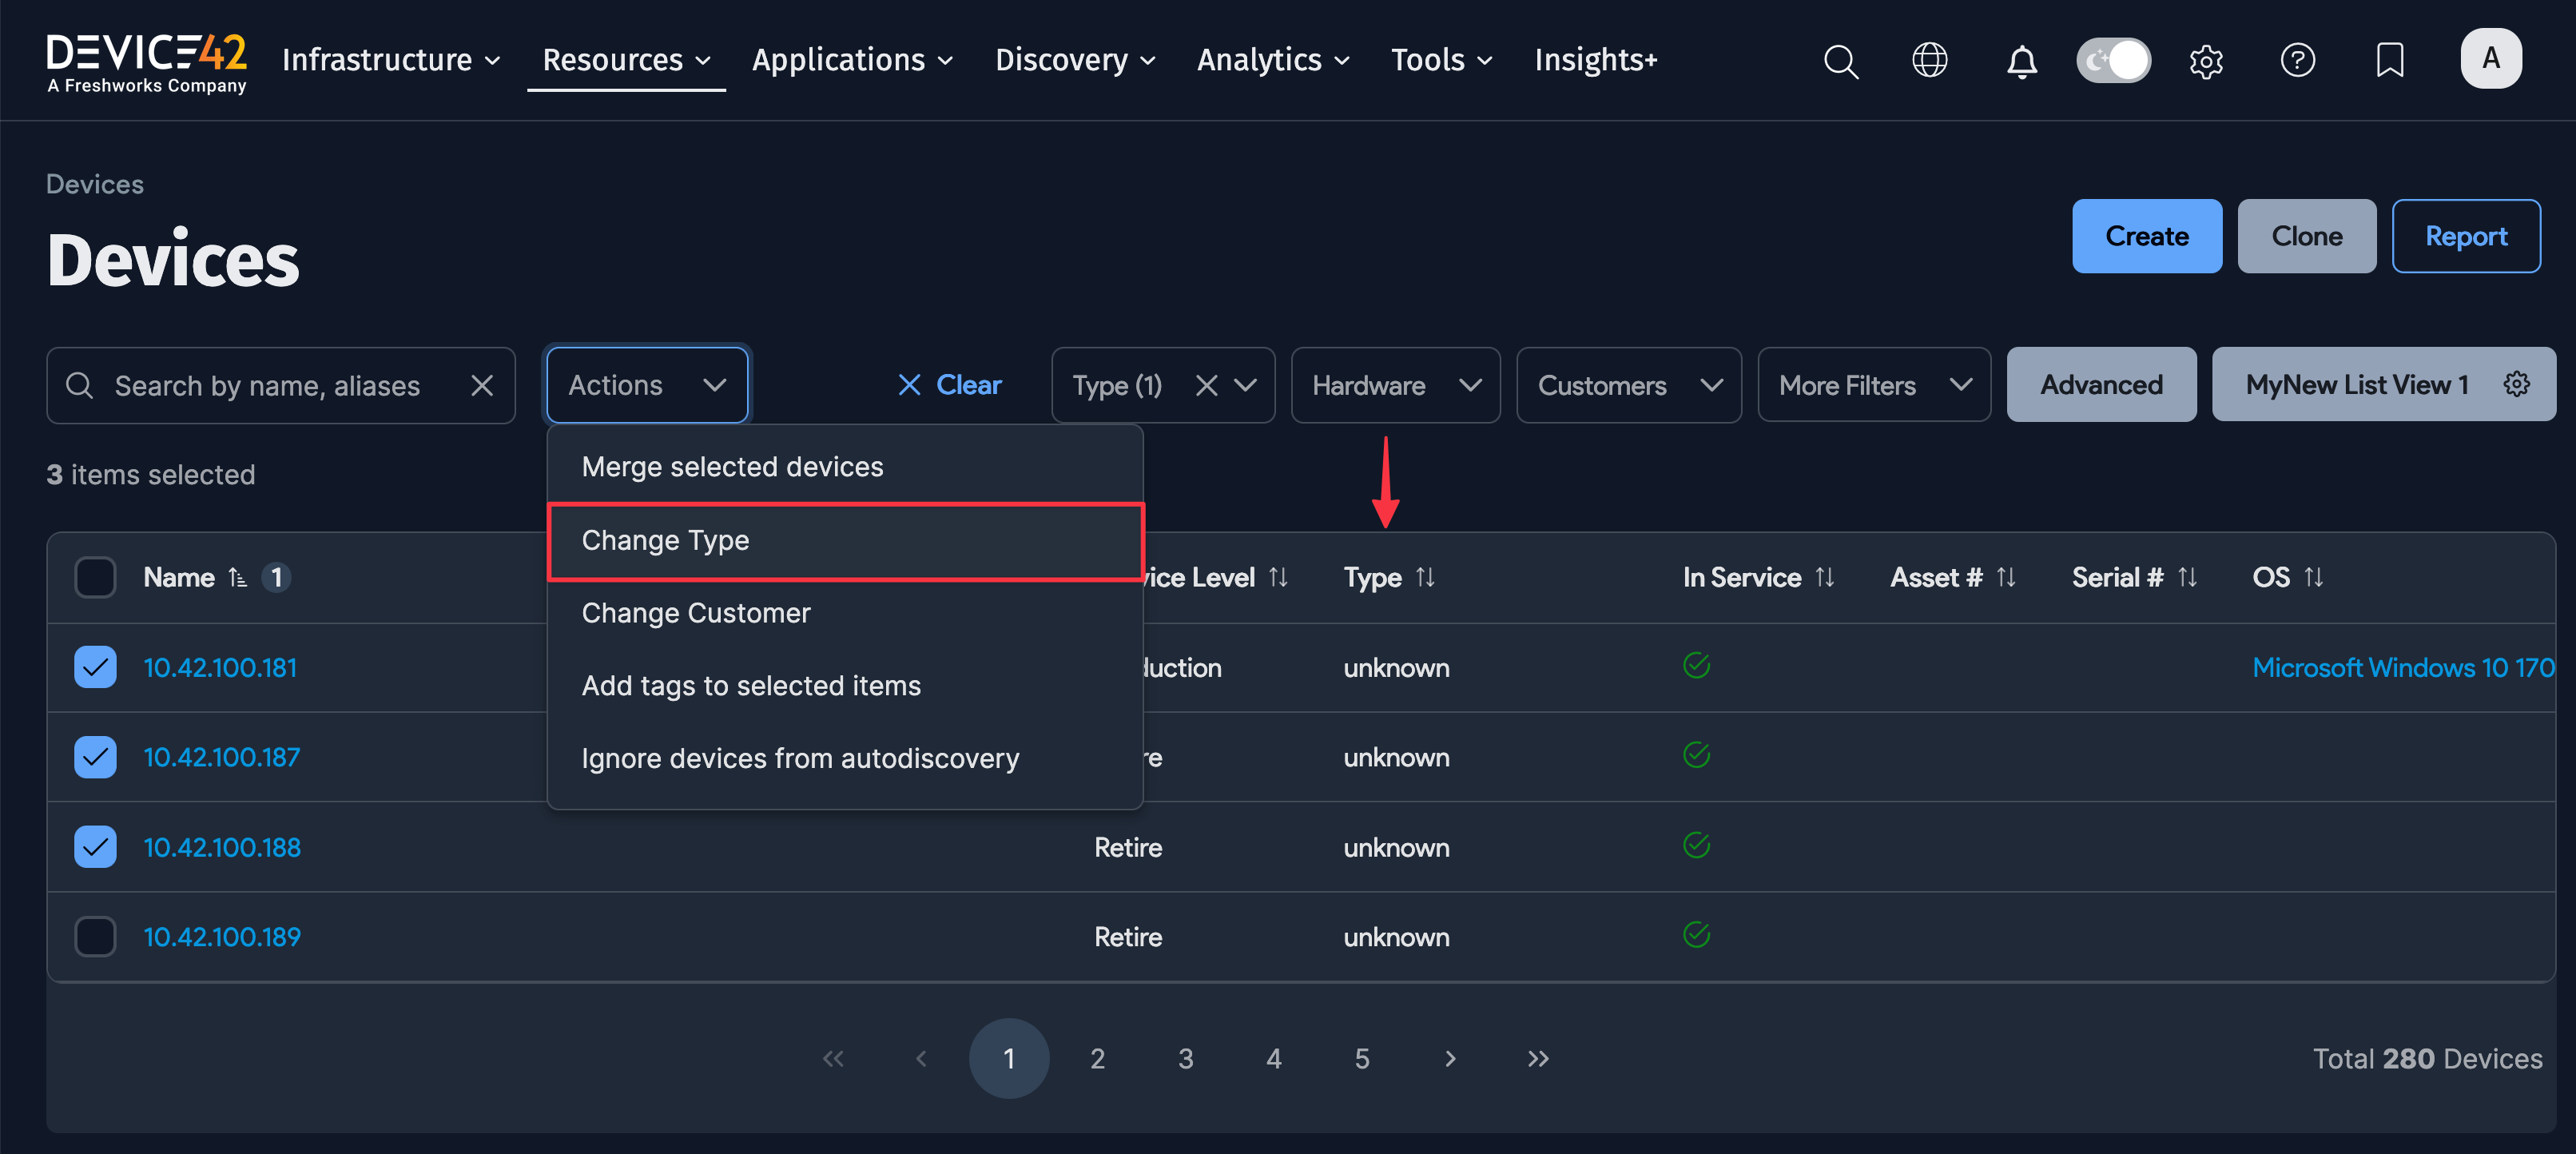 DEVICE42
A Freshworks Company
Infrastructure
Resources
Applications
Discovery
Analytics
Tools
Insights+
A
Devices
Devices
Create
Clone
Report
Search by name, aliases
Actions
Clear
Type (1)
Hardware
Customers
More Filters
Advanced
MyNew List View 1
3 items selected
Merge selected devices
Change Type
Change Customer
Add tags to selected items
Ignore devices from autodiscovery
Name 1 vice Level Type In Service Asset # Serial # OS
10.42.100.181 duction unknown Microsoft Windows 10 170
10.42.100.187 re unknown
10.42.100.188 Retire unknown
10.42.100.189 Retire unknown
1 2 3 4 5
Total 280 Devices